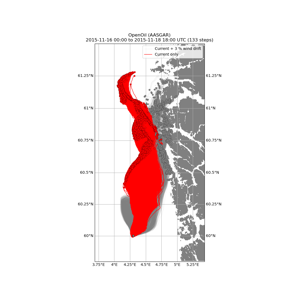 OpenOil (AASGAR)
2015-11-16 00:00 to 2015-11-18 18:00 UTC (133 steps)
Current + 3 % wind drift
Current only
61.25°N 61.25°N
61°N 61°N
60.75°N 60.75°N
60.5°N 60.5°N
60.25°N 60.25°N
60°N 60°N
3.75°E 4°E 4.25°E 4.5°E 4.75°E 5°E 5.25°E